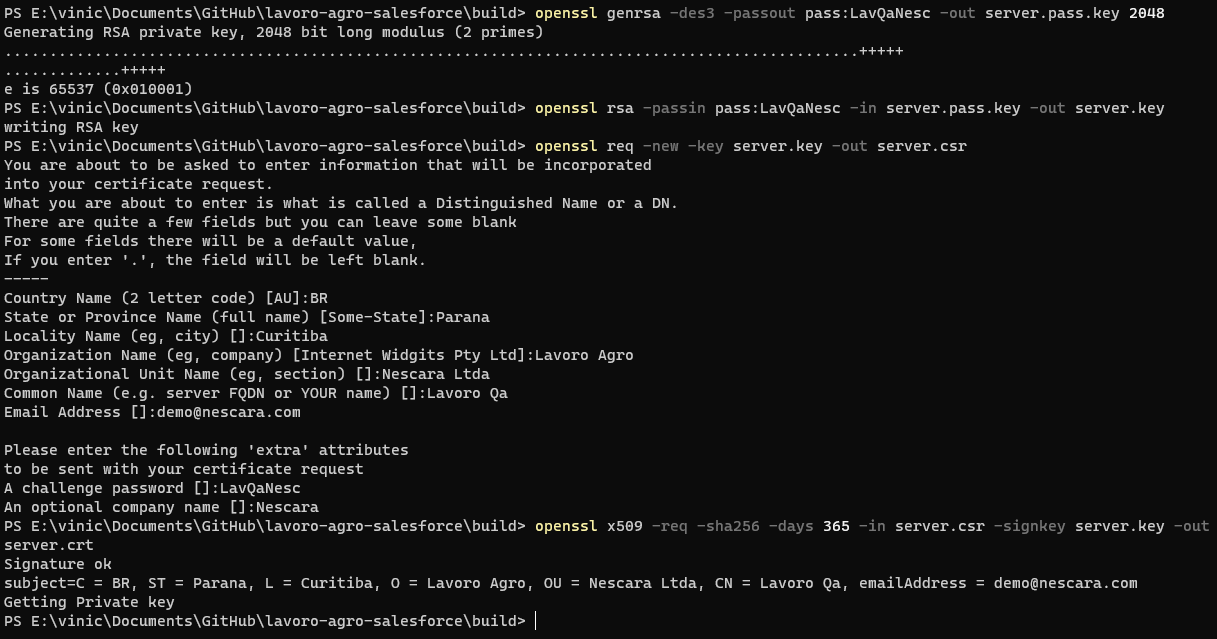 PS E:\vinic\Documents\GitHub\lavoro-agro-salesforce\build> openssl genrsa -des3 -passout pass:LavQaNesc -out server.pass.key 2048
Generating RSA private key, 2048 bit long modulus (2 primes)
...............................................................................................+++++
.............+++++
e is 65537 (0x010001)
PS E:\vinic\Documents\GitHub\lavoro-agro-salesforce\build> openssl rsa -passin pass:LavQaNesc -in server.pass.key -out server.key
writing RSA key
PS E:\vinic\Documents\GitHub\lavoro-agro-salesforce\build> openssl req -new -key server.key -out server.csr
You are about to be asked to enter information that will be incorporated
into your certificate request.
What you are about to enter is what is called a Distinguished Name or a DN.
There are quite a few fields but you can leave some blank
For some fields there will be a default value,
If you enter '.', the field will be left blank.
-----
Country Name (2 letter code) [AU]:BR
State or Province Name (full name) [Some-State]:Parana
Locality Name (eg, city) []:Curitiba
Organization Name (eg, company) [Internet Widgits Pty Ltd]:Lavoro Agro
Organizational Unit Name (eg, section) []:Nescara Ltda
Common Name (e.g. server FQDN or YOUR name) []:Lavoro Qa
Email Address []:demo@nescara.com

Please enter the following 'extra' attributes
to be sent with your certificate request
A challenge password []:LavQaNesc
An optional company name []:Nescara
PS E:\vinic\Documents\GitHub\lavoro-agro-salesforce\build> openssl x509 -req -sha256 -days 365 -in server.csr -signkey server.key -out
server.crt
Signature ok
subject=C = BR, ST = Parana, L = Curitiba, O = Lavoro Agro, OU = Nescara Ltda, CN = Lavoro Qa, emailAddress = demo@nescara.com
Getting Private key
PS E:\vinic\Documents\GitHub\lavoro-agro-salesforce\build>